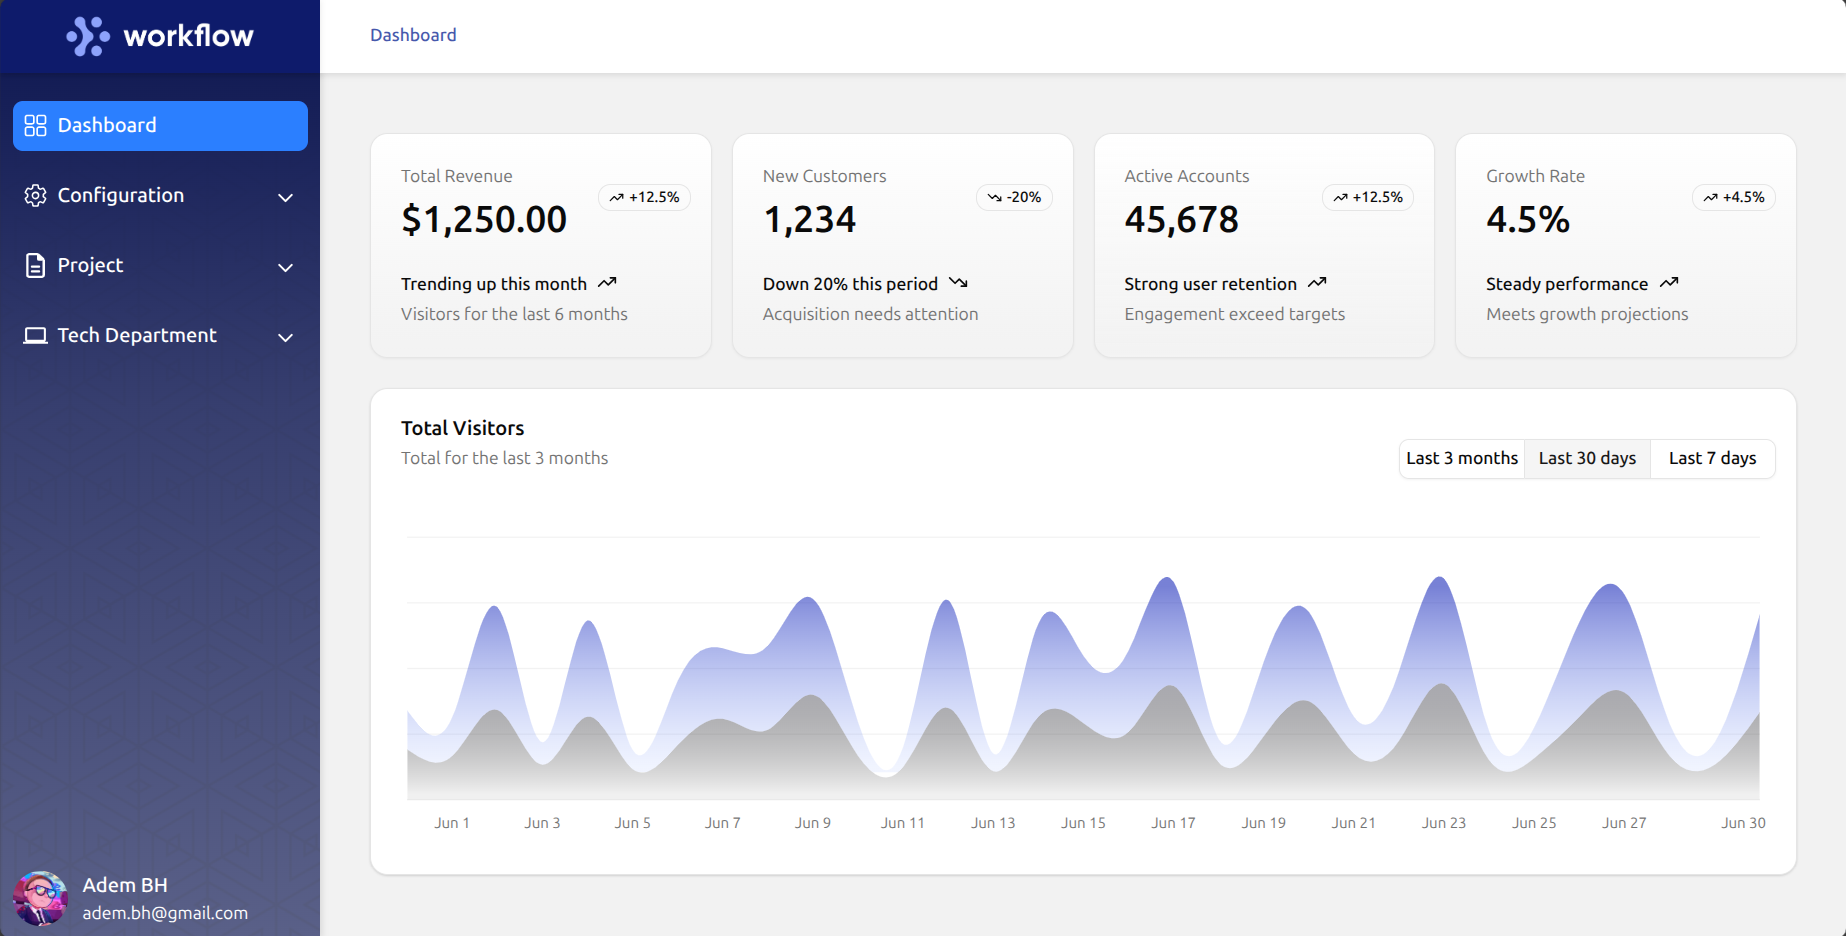 workflow
Dashboard
Dashboard
Configuration
Project
Tech Department
Adem BH
adem.bh@gmail.com
Total Revenue
+12.5%
$1,250.00
Trending up this month
Visitors for the last 6 months
New Customers
-20%
1,234
Down 20% this period
Acquisition needs attention
Active Accounts
+12.5%
45,678
Strong user retention
Engagement exceed targets
Growth Rate
+4.5%
4.5%
Steady performance
Meets growth projections
Total Visitors
Total for the last 3 months
Last 3 months Last 30 days Last 7 days
Jun 1 Jun 3 Jun 5 Jun 7 Jun 9 Jun 11 Jun 13 Jun 15 Jun 17 Jun 19 Jun 21 Jun 23 Jun 25 Jun 27 Jun 30